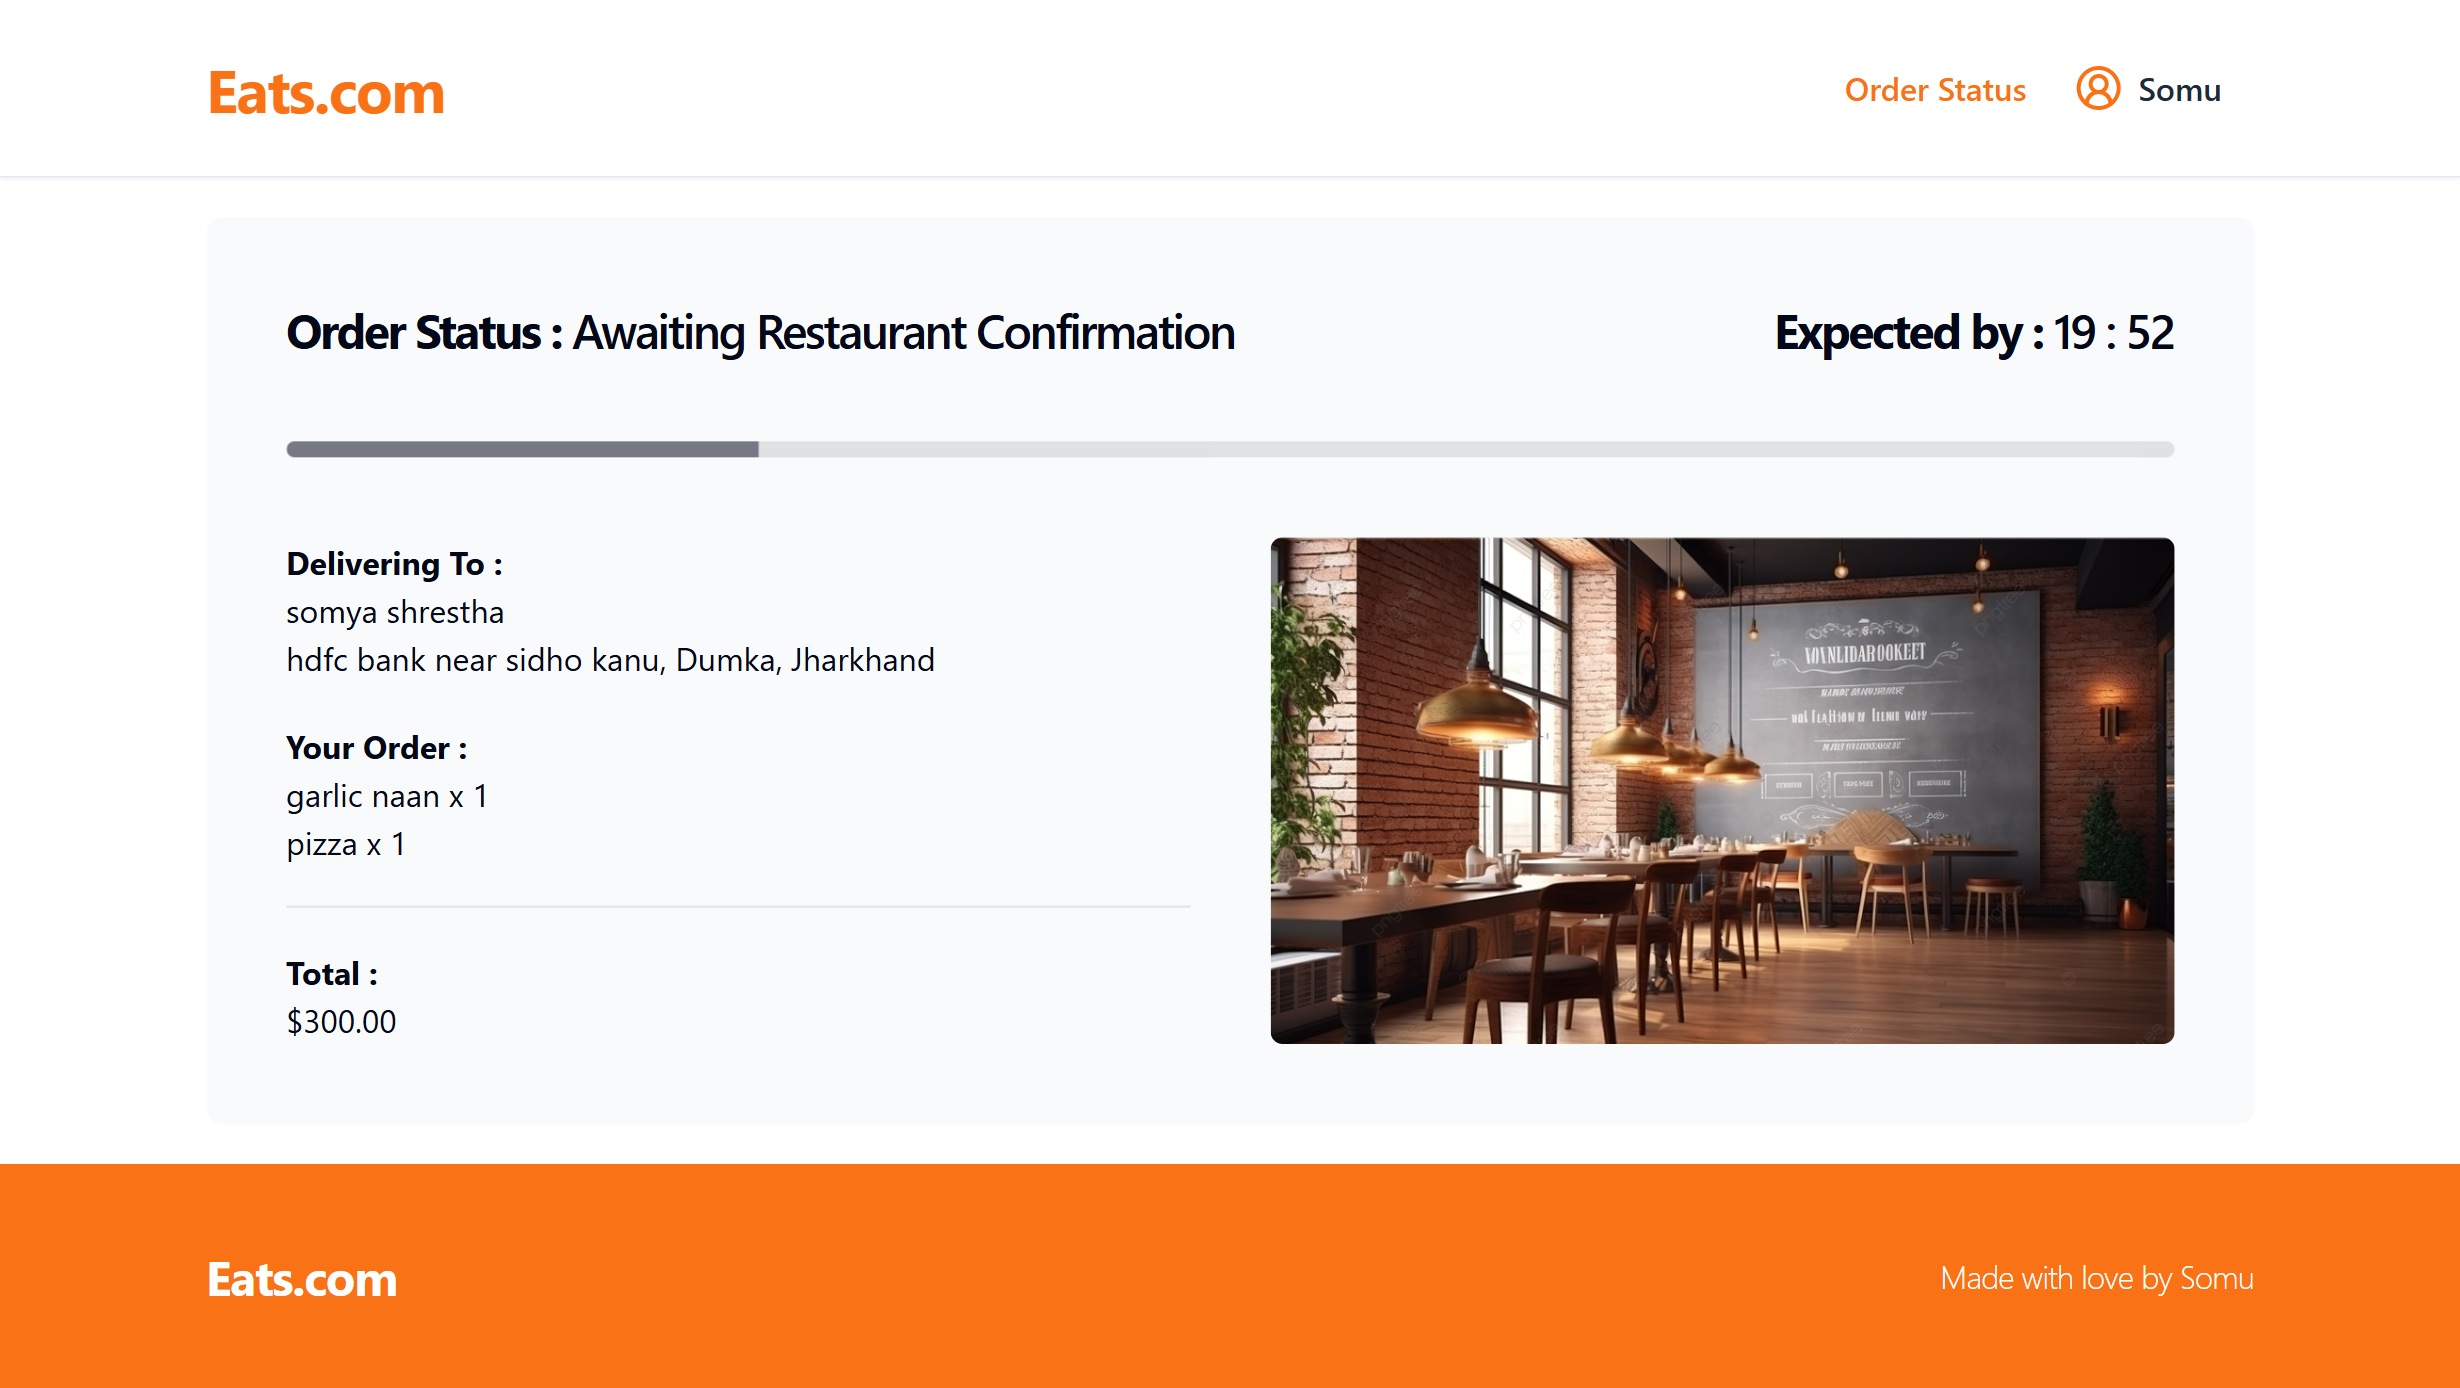 Eats.com
Order Status
Somu
Order Status : Awaiting Restaurant Confirmation
Expected by : 19 : 52
Delivering To :
somya shrestha
hdfc bank near sidho kanu, Dumka, Jharkhand
Your Order :
garlic naan x 1
pizza x 1
Total :
$300.00
Eats.com
Made with love by Somu